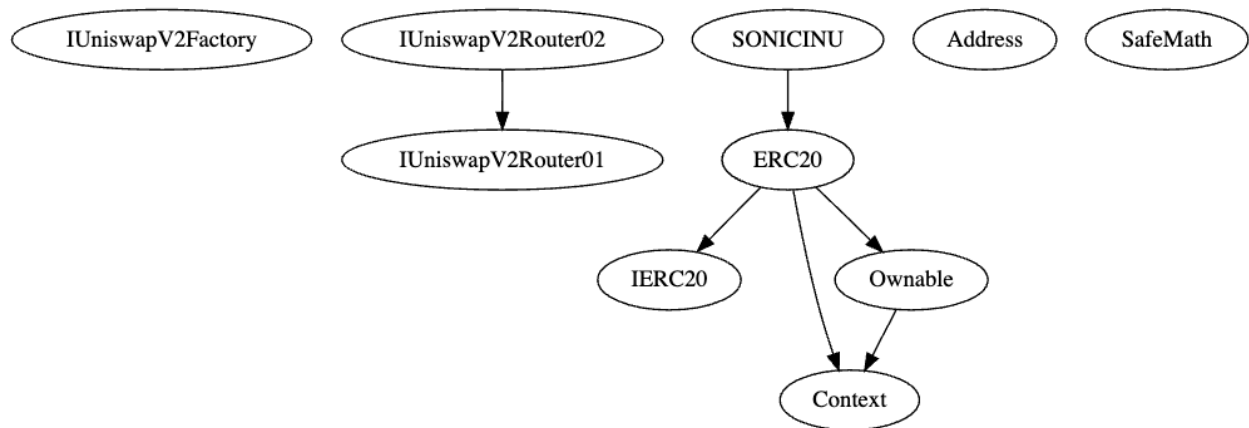 IUniswapV2Factory
IUniswapV2Router02
SONICINU
Address
SafeMath
IUniswapV2Router01
ERC20
IERC20
Ownable
Context